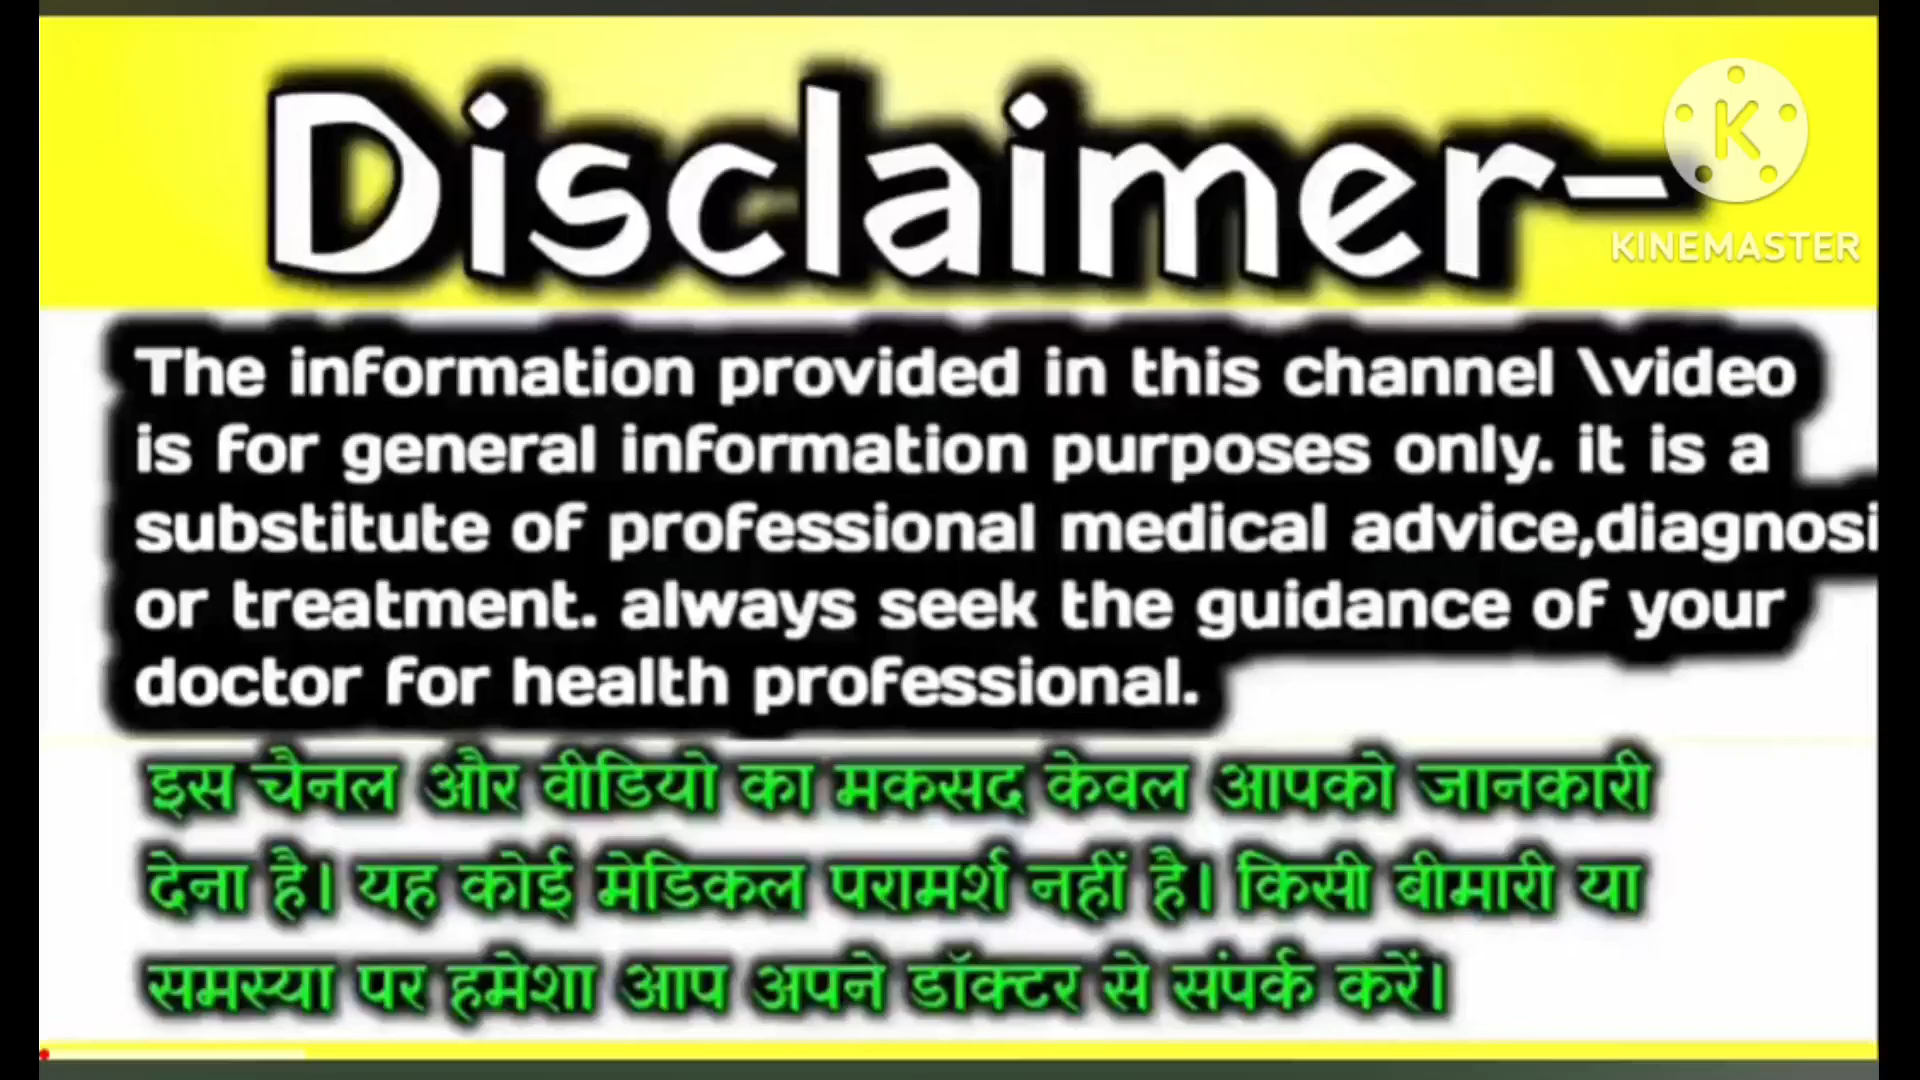 Disclaimer-
KINEMASTER
The information provided in this channel \video
is for general information purposes only. it is a
substitute of professional medical advice,diagnosi
or treatment. always seek the guidance of your
doctor for health professional.
इस चैनल और वीडियो का मकसद केवल आपको जानकारी
देना है। यह कोई मेडिकल परामर्श नहीं है। किसी बीमारी या
समस्या पर हमेशा आप अपने डॉक्टर से संपर्क करें।